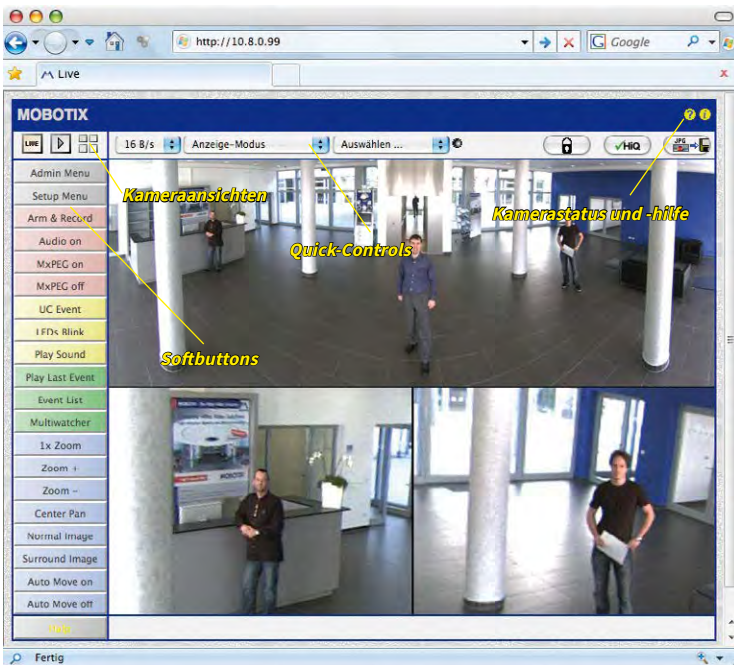 http://10.8.0.99
Google
Live
MOBOTIX
LIVE
16 B/s
Anzeige-Modus
Auswählen ...
HiQ
JPG
Admin Menu
Setup Menu
Arm & Record
Audio on
MxPEG on
MxPEG off
UC Event
LEDs Blink
Play Sound
Play Last Event
Event List
Multiwatcher
1x Zoom
Zoom +
Zoom –
Center Pan
Normal Image
Surround Image
Auto Move on
Auto Move off
Help
Kameraansichten
Quick-Controls
Kamerastatus und -hilfe
Softbuttons
MOBOTIX
Fertig